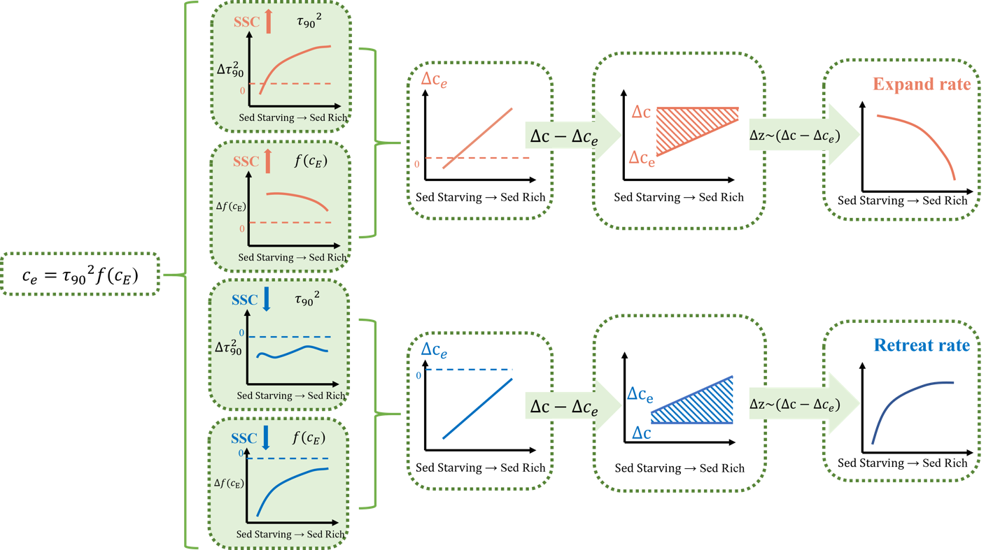 c_e = τ_90^2 f(c_E)
SSC τ_90^2
Δτ_90^2
0
Sed Starving → Sed Rich
SSC f(c_E)
Δf(c_E)
0
Sed Starving → Sed Rich
SSC τ_90^2
0
Δτ_90^2
Sed Starving → Sed Rich
SSC f(c_E)
0
Δf(c_E)
Sed Starving → Sed Rich
Δc_e
0
Sed Starving → Sed Rich
Δc − Δc_e
Δc
Δc_e
Sed Starving → Sed Rich
Δz~(Δc − Δc_e)
Expand rate
Sed Starving → Sed Rich
Δc_e
0
Sed Starving → Sed Rich
Δc − Δc_e
Δc_e
Δc
Sed Starving → Sed Rich
Δz~(Δc − Δc_e)
Retreat rate
Sed Starving → Sed Rich